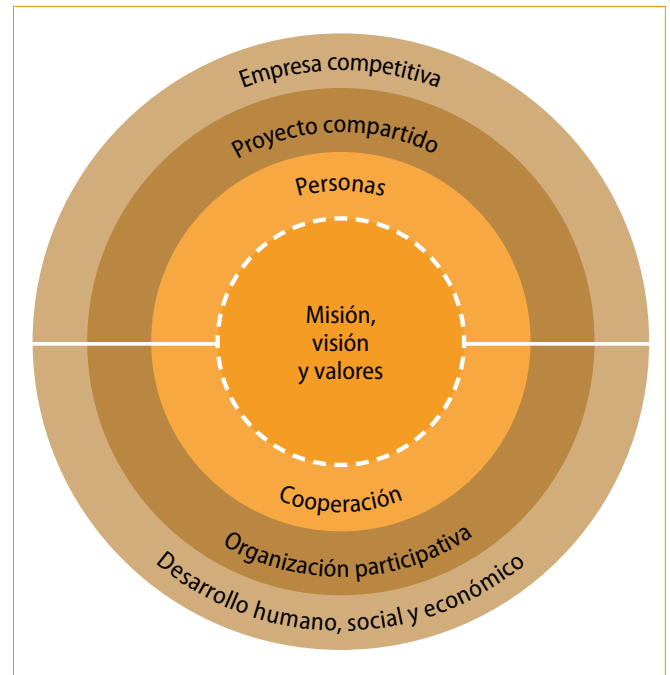 Empresa competitiva
Proyecto compartido
Personas
Misión,
visión
y valores
Cooperación
Organización participativa
Desarrollo humano, social y económico